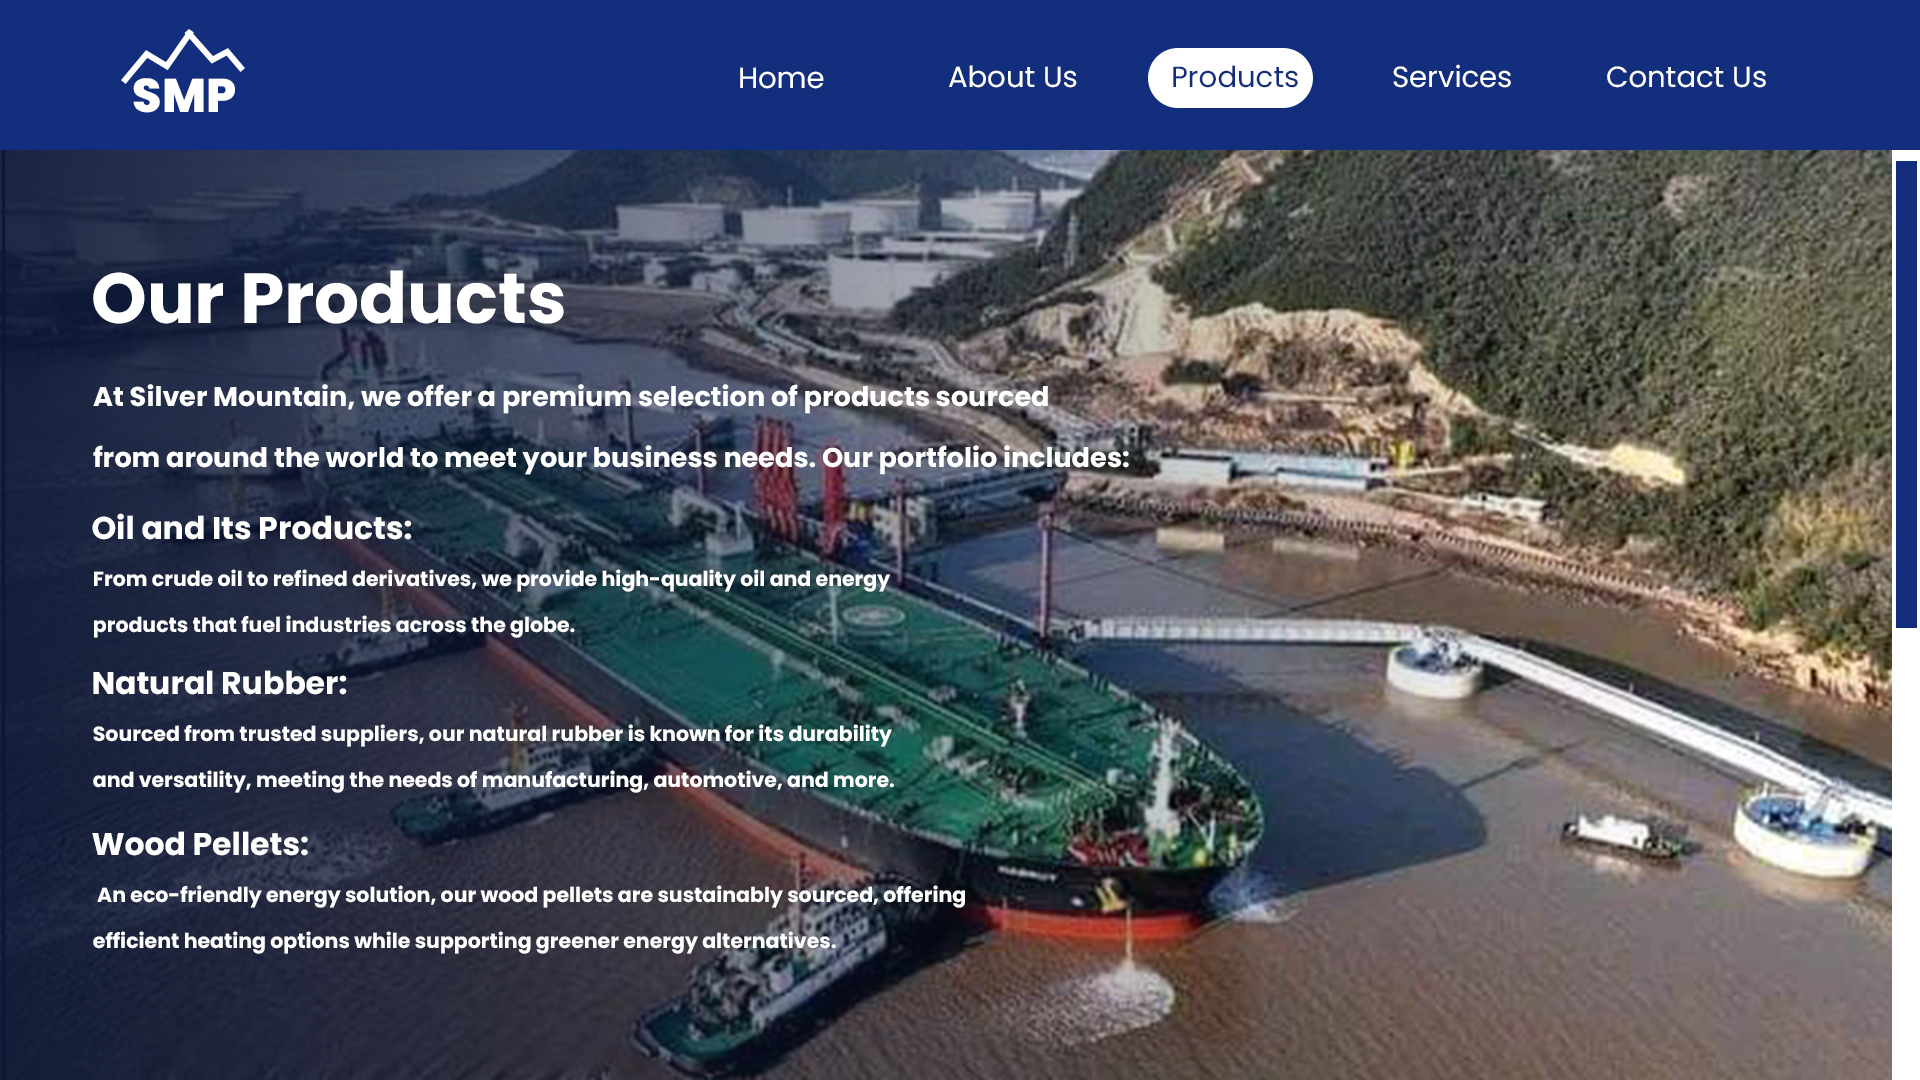 SMP
Home
About Us
Products
Services
Contact Us
Our Products
At Silver Mountain, we offer a premium selection of products sourced
from around the world to meet your business needs. Our portfolio includes:
Oil and Its Products:
From crude oil to refined derivatives, we provide high-quality oil and energy
products that fuel industries across the globe.
Natural Rubber:
Sourced from trusted suppliers, our natural rubber is known for its durability
and versatility, meeting the needs of manufacturing, automotive, and more.
Wood Pellets:
An eco-friendly energy solution, our wood pellets are sustainably sourced, offering
efficient heating options while supporting greener energy alternatives.